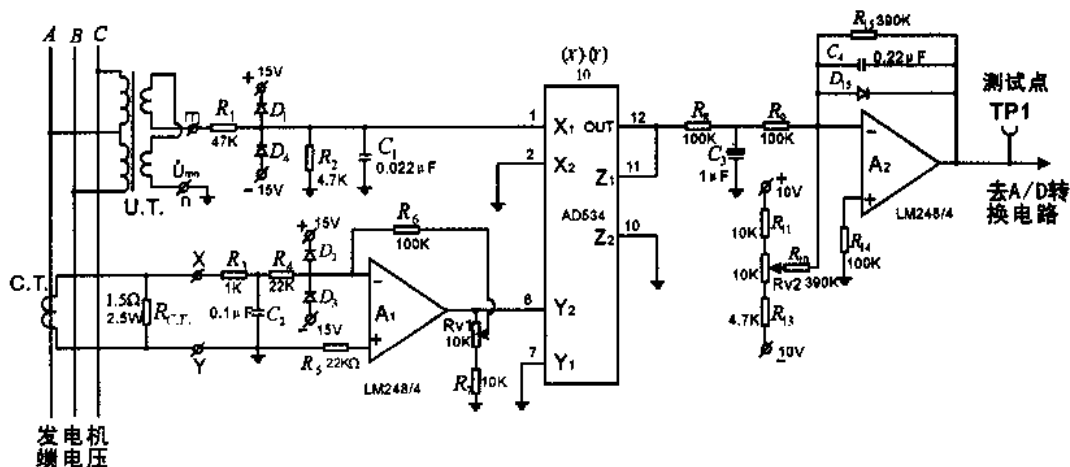 A B C
R15 390K
C4 0.22μF
D15
(X)·(Y)
10
+ 15V
D1
m
R1
47K
D4
- 15V
U̇mn
n
U.T.
R2
4.7K
C1
0.022μF
1
X1
2
X2
OUT
12
11
Z1
AD534
Z2
10
6
Y2
7
Y1
R8
100K
R9
100K
C3
1μF
-
A2
+
LM248/4
测试点
TP1
去A/D转
换电路
+
10V
10K
R11
10K
R10
Rv2 390K
4.7K
R13
-
10V
R14
100K
C.T.
1.5Ω
2.5W
RC.T.
X
Y
R3
1K
R4
22K
0.1μF
C2
+ 15V
D2
D3
-
15V
R6
100K
-
A1
+
R5 22KΩ
LM248/4
Rv1
10K
R7
10K
发电机
端电压